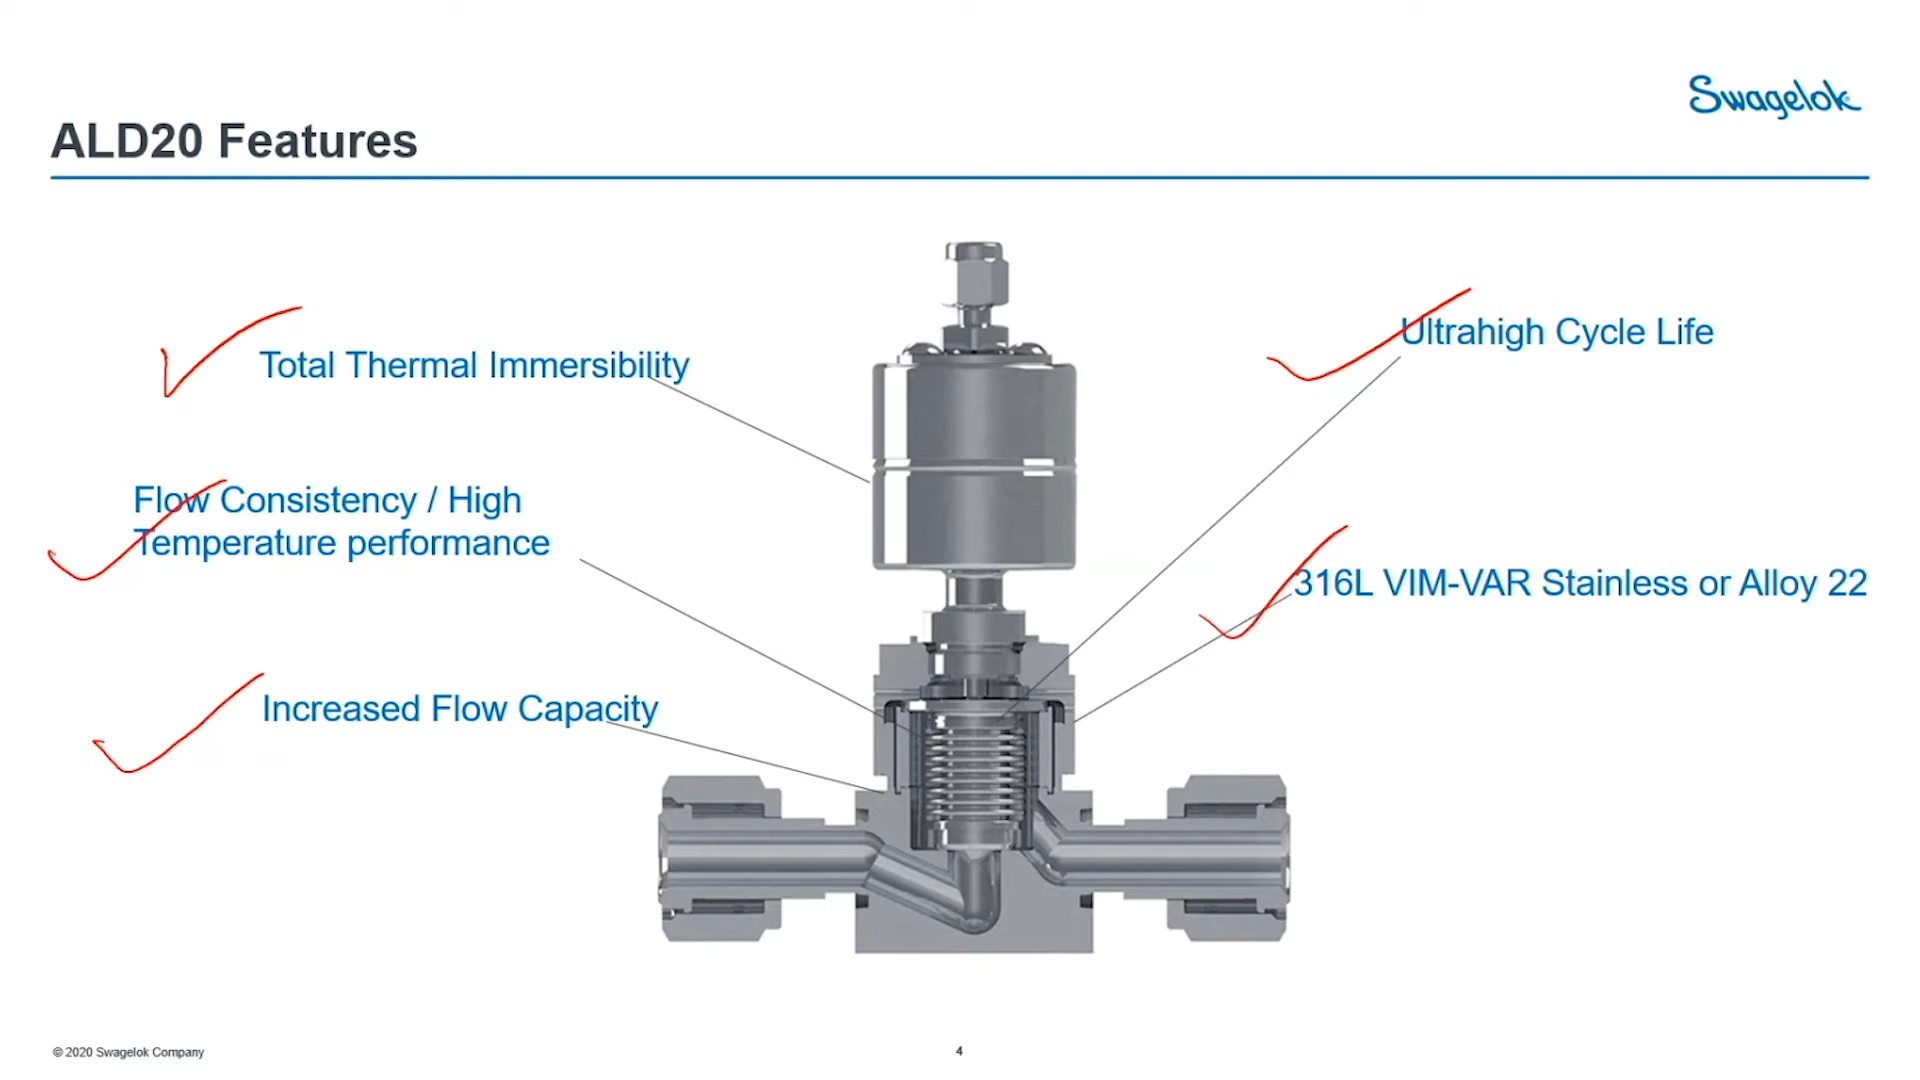 Swagelok
ALD20 Features
Total Thermal Immersibility
Ultrahigh Cycle Life
Flow Consistency / High
Temperature performance
316L VIM-VAR Stainless or Alloy 22
Increased Flow Capacity
© 2020 Swagelok Company
4